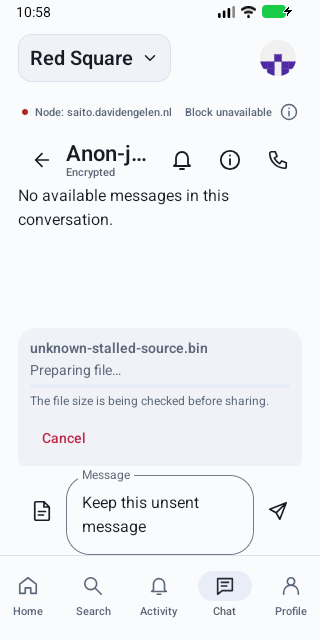 10:58
Red Square
Node: saito.davidengelen.nl Block unavailable
Anon-j...
Encrypted
No available messages in this
conversation.
unknown-stalled-source.bin
Preparing file…
The file size is being checked before sharing.
Cancel
Message
Keep this unsent
message
Home Search Activity Chat Profile